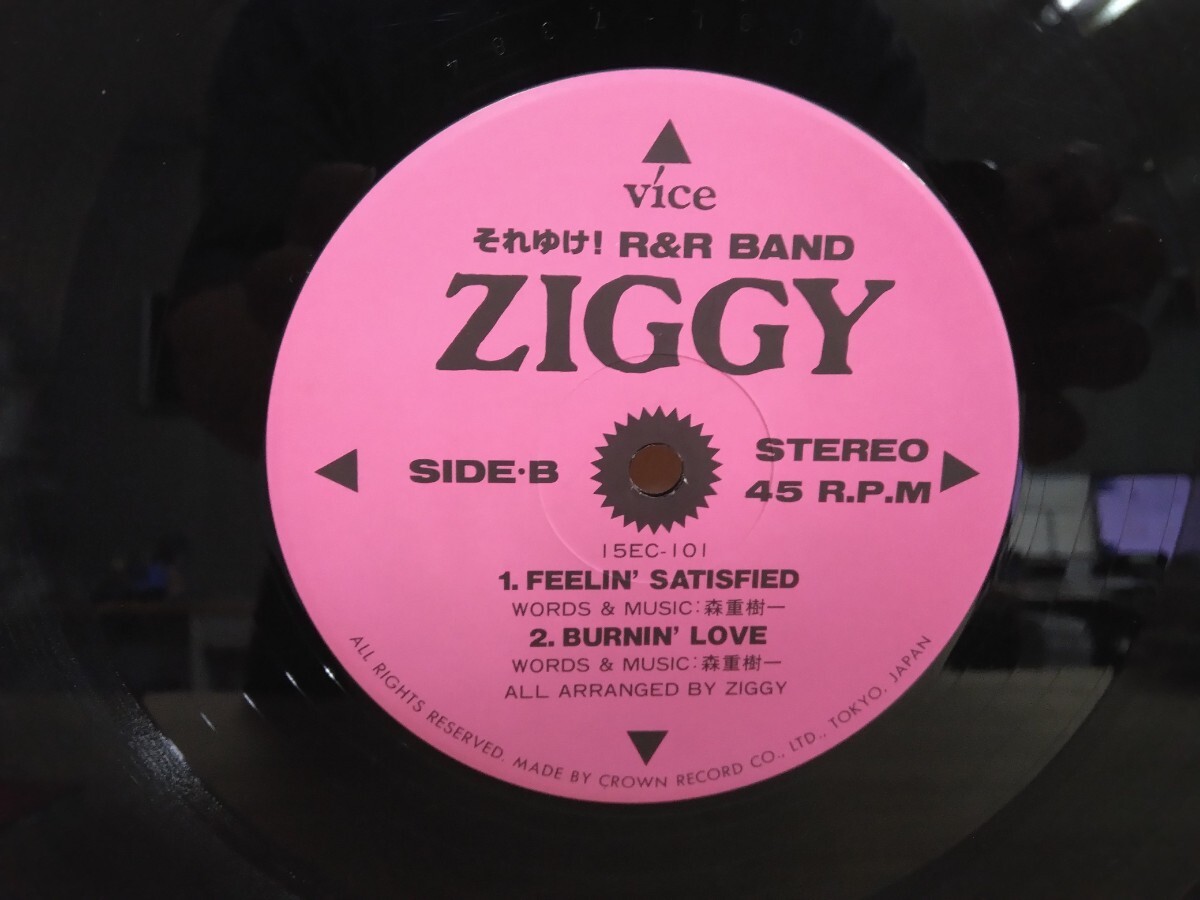 vice
それゆけ! R&R BAND
ZIGGY
SIDE·B
STEREO
45 R.P.M
15EC-101
1. FEELIN' SATISFIED
WORDS & MUSIC:森重樹一
2. BURNIN' LOVE
WORDS & MUSIC:森重樹一
ALL ARRANGED BY ZIGGY
ALL RIGHTS RESERVED. MADE BY CROWN RECORD CO., LTD., TOKYO, JAPAN